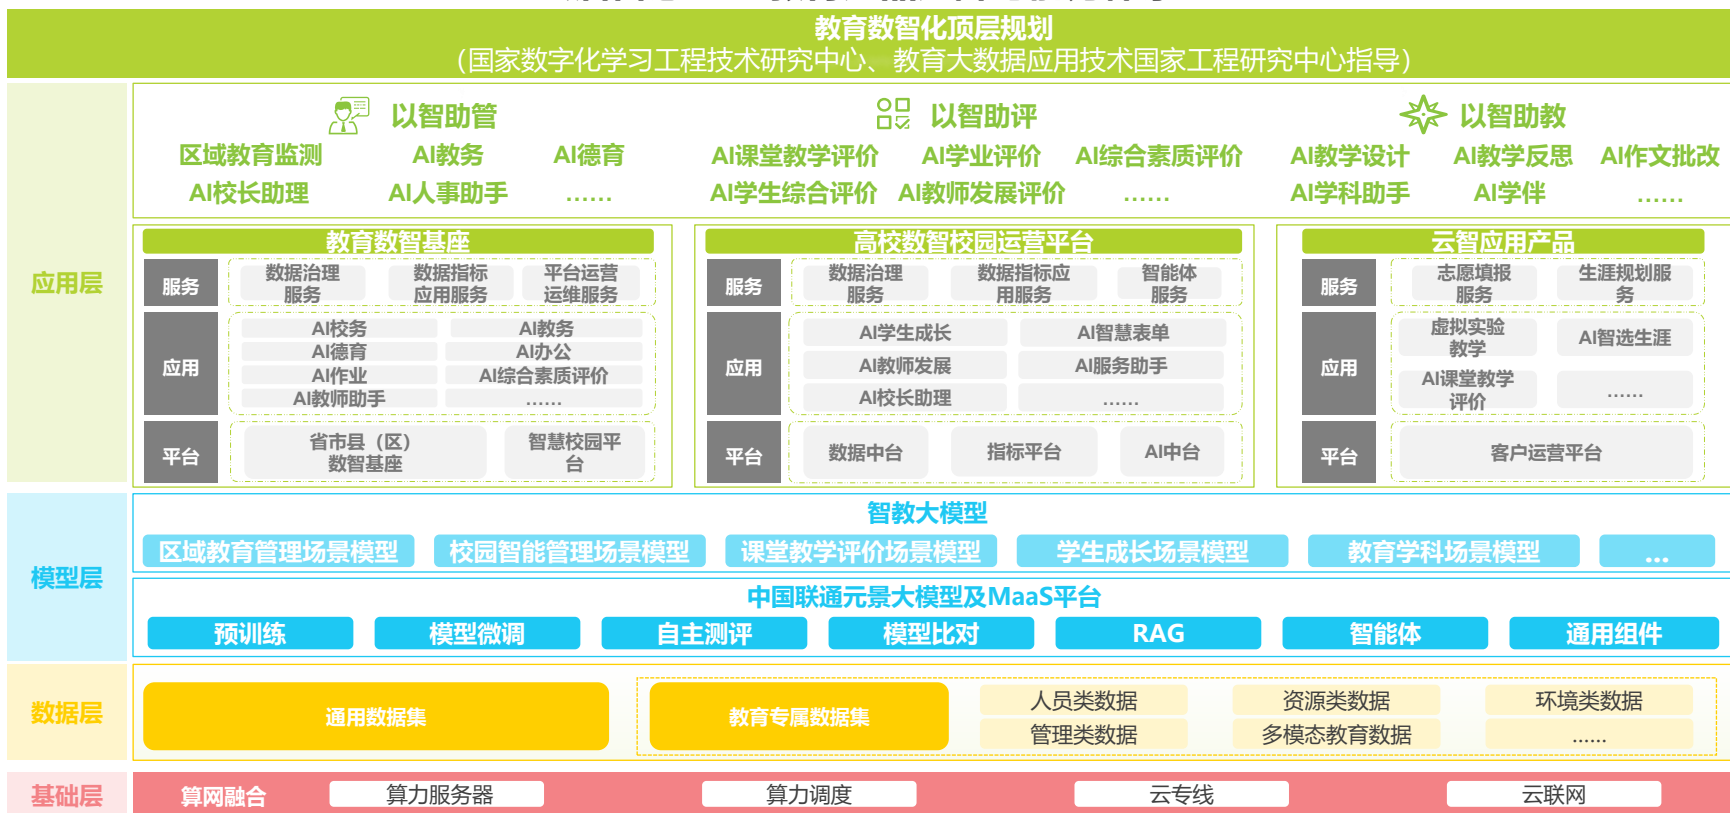 教育数智化顶层规划
（国家数字化学习工程技术研究中心、教育大数据应用技术国家工程研究中心指导）
应用层
以智助管
区域教育监测 AI教务 AI德育
AI校长助理 AI人事助手 ……
以智助评
AI课堂教学评价 AI学业评价 AI综合素质评价
AI学生综合评价 AI教师发展评价 ……
以智助教
AI教学设计 AI教学反思 AI作文批改
AI学科助手 AI学伴 ……
教育数智基座
服务
数据治理
服务
数据指标
应用服务
平台运营
运维服务
应用
AI校务 AI教务
AI德育 AI办公
AI作业 AI综合素质评价
AI教师助手 ……
平台
省市县（区）
数智基座
智慧校园平
台
高校数智校园运营平台
服务
数据治理
服务
数据指标应
用服务
智能体
服务
应用
AI学生成长 AI智慧表单
AI教师发展 AI服务助手
AI校长助理 ……
平台
数据中台 指标平台 AI中台
云智应用产品
服务
志愿填报
服务
生涯规划服
务
应用
虚拟实验
教学
AI智选生涯
AI课堂教学
评价
……
平台
客户运营平台
模型层
智教大模型
区域教育管理场景模型 校园智能管理场景模型 课堂教学评价场景模型 学生成长场景模型 教育学科场景模型 ...
中国联通元景大模型及MaaS平台
预训练 模型微调 自主测评 模型比对 RAG 智能体 通用组件
数据层
通用数据集
教育专属数据集
人员类数据 资源类数据 环境类数据
管理类数据 多模态教育数据 ......
基础层
算网融合 算力服务器 算力调度 云专线 云联网